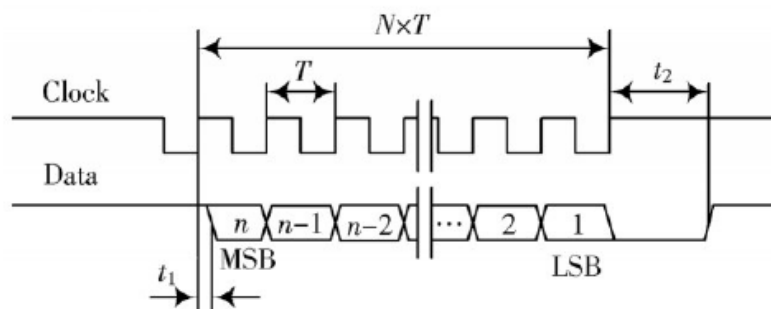 N×T
T
t₂
Clock
Data
n n−1 n−2 ··· 2 1
MSB LSB
t₁